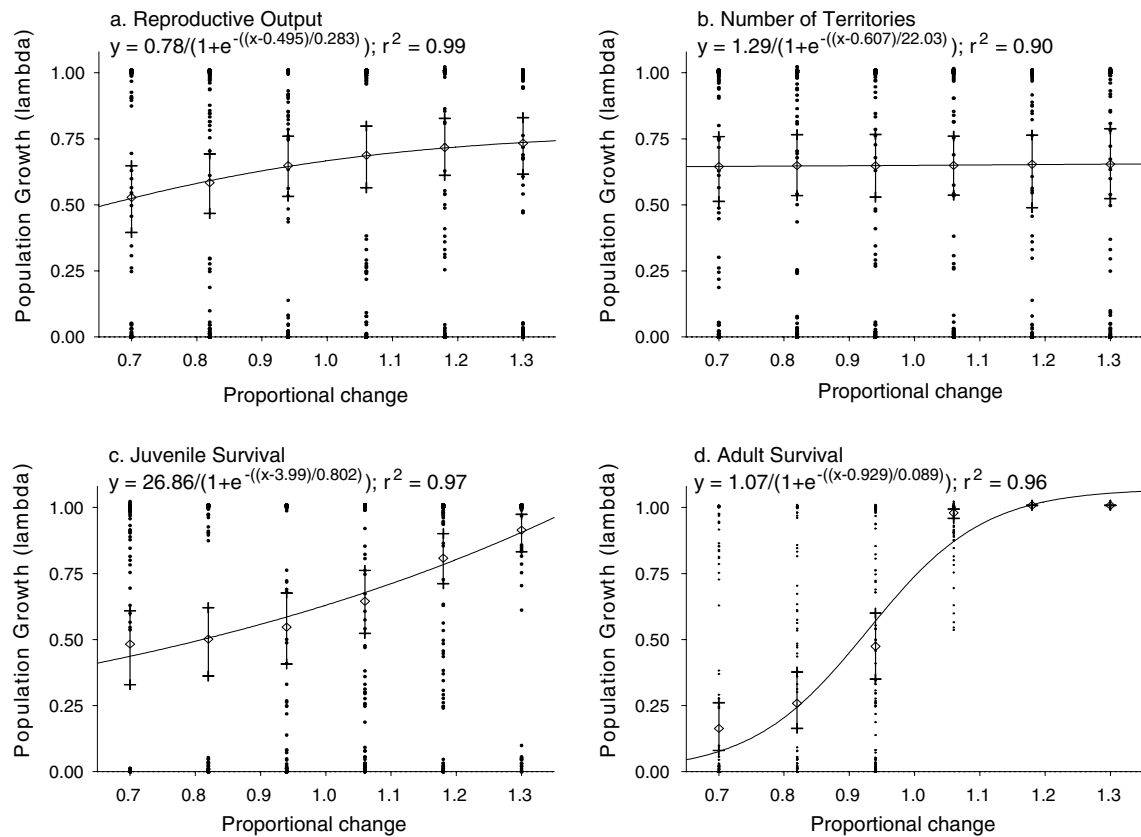 a. Reproductive Output
y = 0.78/(1+e^-((x-0.495)/0.283)); r² = 0.99
Population Growth (lambda)
1.00
0.75
0.50
0.25
0.00
0.7 0.8 0.9 1.0 1.1 1.2 1.3
Proportional change
b. Number of Territories
y = 1.29/(1+e^-((x-0.607)/22.03)); r² = 0.90
Population Growth (lambda)
1.00
0.75
0.50
0.25
0.00
0.7 0.8 0.9 1.0 1.1 1.2 1.3
Proportional change
c. Juvenile Survival
y = 26.86/(1+e^-((x-3.99)/0.802)); r² = 0.97
Population Growth (lambda)
1.00
0.75
0.50
0.25
0.00
0.7 0.8 0.9 1.0 1.1 1.2 1.3
Proportional change
d. Adult Survival
y = 1.07/(1+e^-((x-0.929)/0.089)); r² = 0.96
Population Growth (lambda)
1.00
0.75
0.50
0.25
0.00
0.7 0.8 0.9 1.0 1.1 1.2 1.3
Proportional change